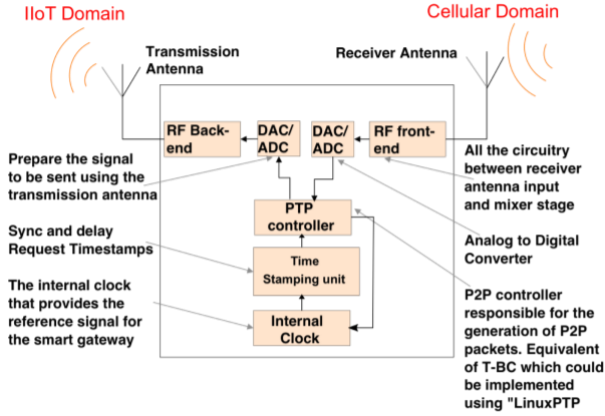 IIoT Domain
Cellular Domain
Transmission
Antenna
Receiver Antenna
RF Back-
end
DAC/
ADC
DAC/
ADC
RF front-
end
Prepare the signal
to be sent using the
transmission antenna
All the circuitry
between receiver
antenna input
and mixer stage
PTP
controller
Sync and delay
Request Timestamps
Analog to Digital
Converter
Time
Stamping unit
The internal clock
that provides the
reference signal for
the smart gateway
Internal
Clock
P2P controller
responsible for the
generation of P2P
packets. Equivalent
of T-BC which could
be implemented
using "LinuxPTP